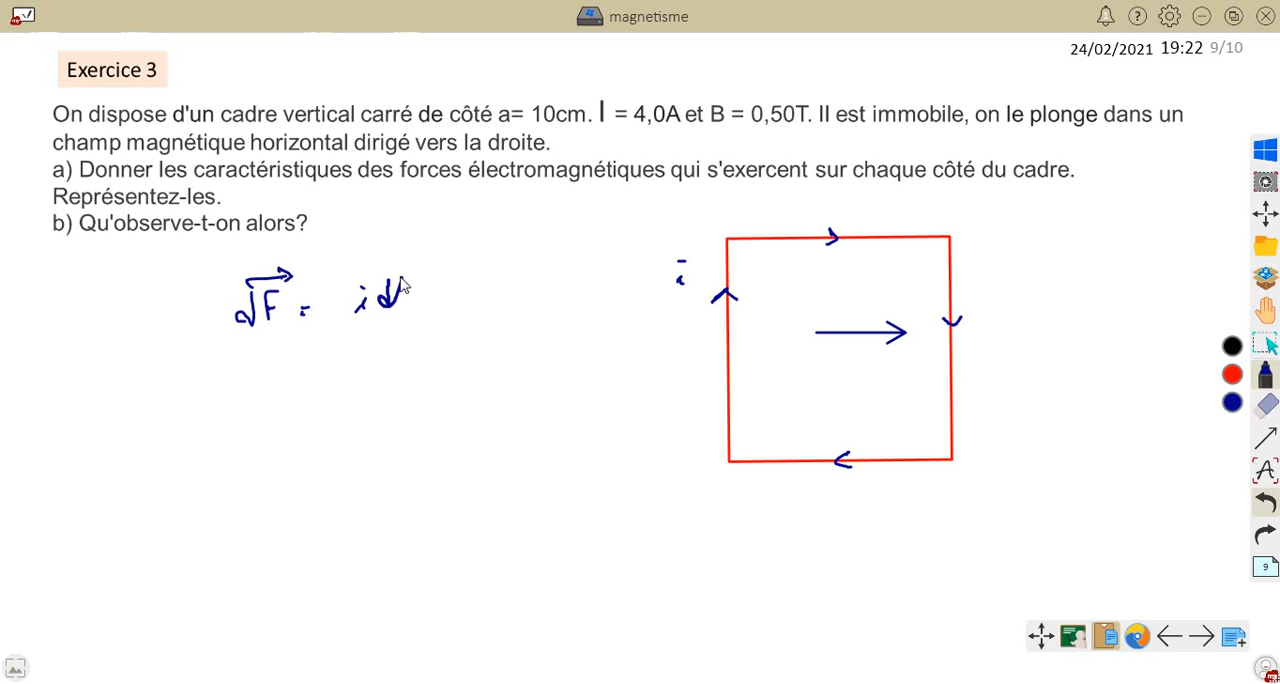 magnetisme
24/02/2021 19:22 9/10
Exercice 3
On dispose d'un cadre vertical carré de côté a= 10cm. I = 4,0A et B = 0,50T. Il est immobile, on le plonge dans un
champ magnétique horizontal dirigé vers la droite.
a) Donner les caractéristiques des forces électromagnétiques qui s'exercent sur chaque côté du cadre.
Représentez-les.
b) Qu'observe-t-on alors?
i
dF = i d
9